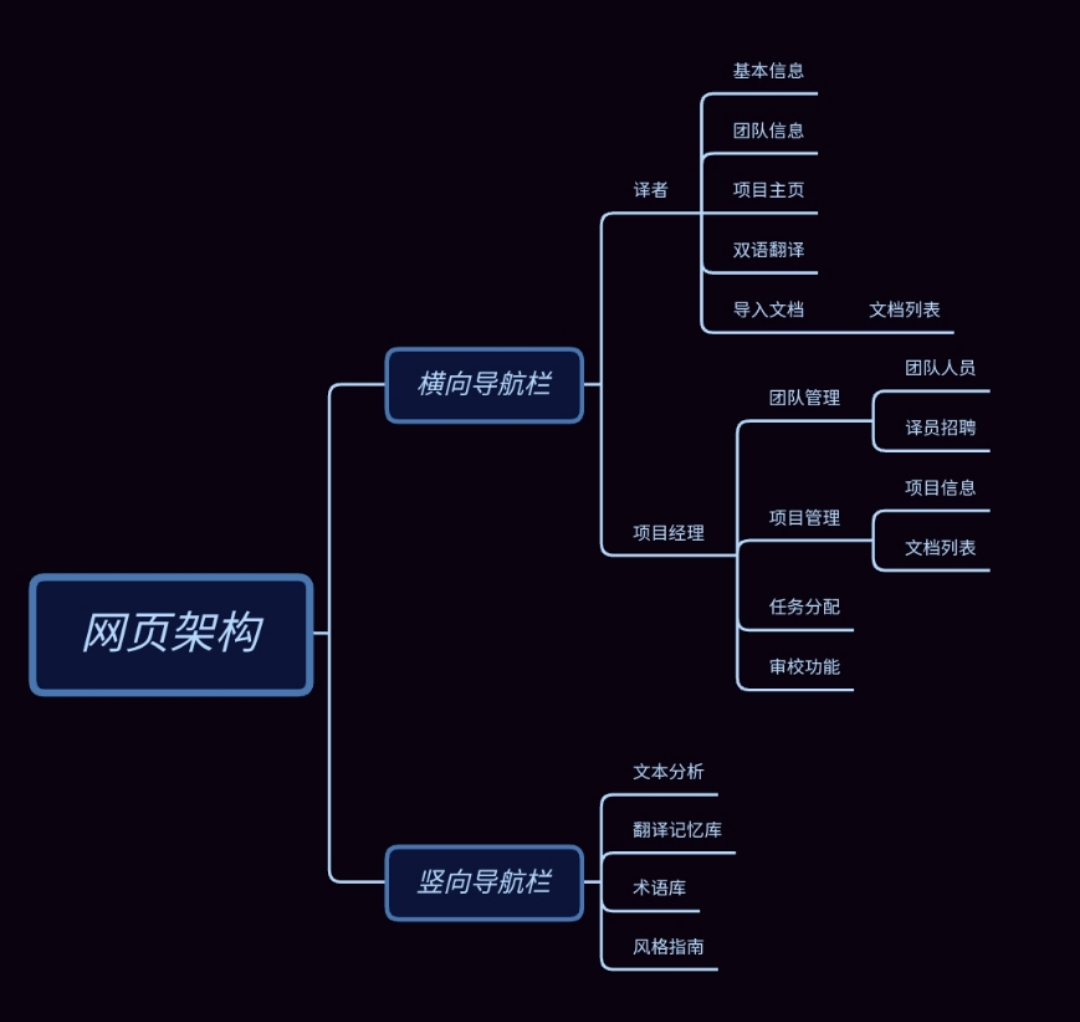 网页架构
横向导航栏
译者
基本信息
团队信息
项目主页
双语翻译
导入文档
文档列表
项目经理
团队管理
团队人员
译员招聘
项目管理
项目信息
文档列表
任务分配
审校功能
竖向导航栏
文本分析
翻译记忆库
术语库
风格指南